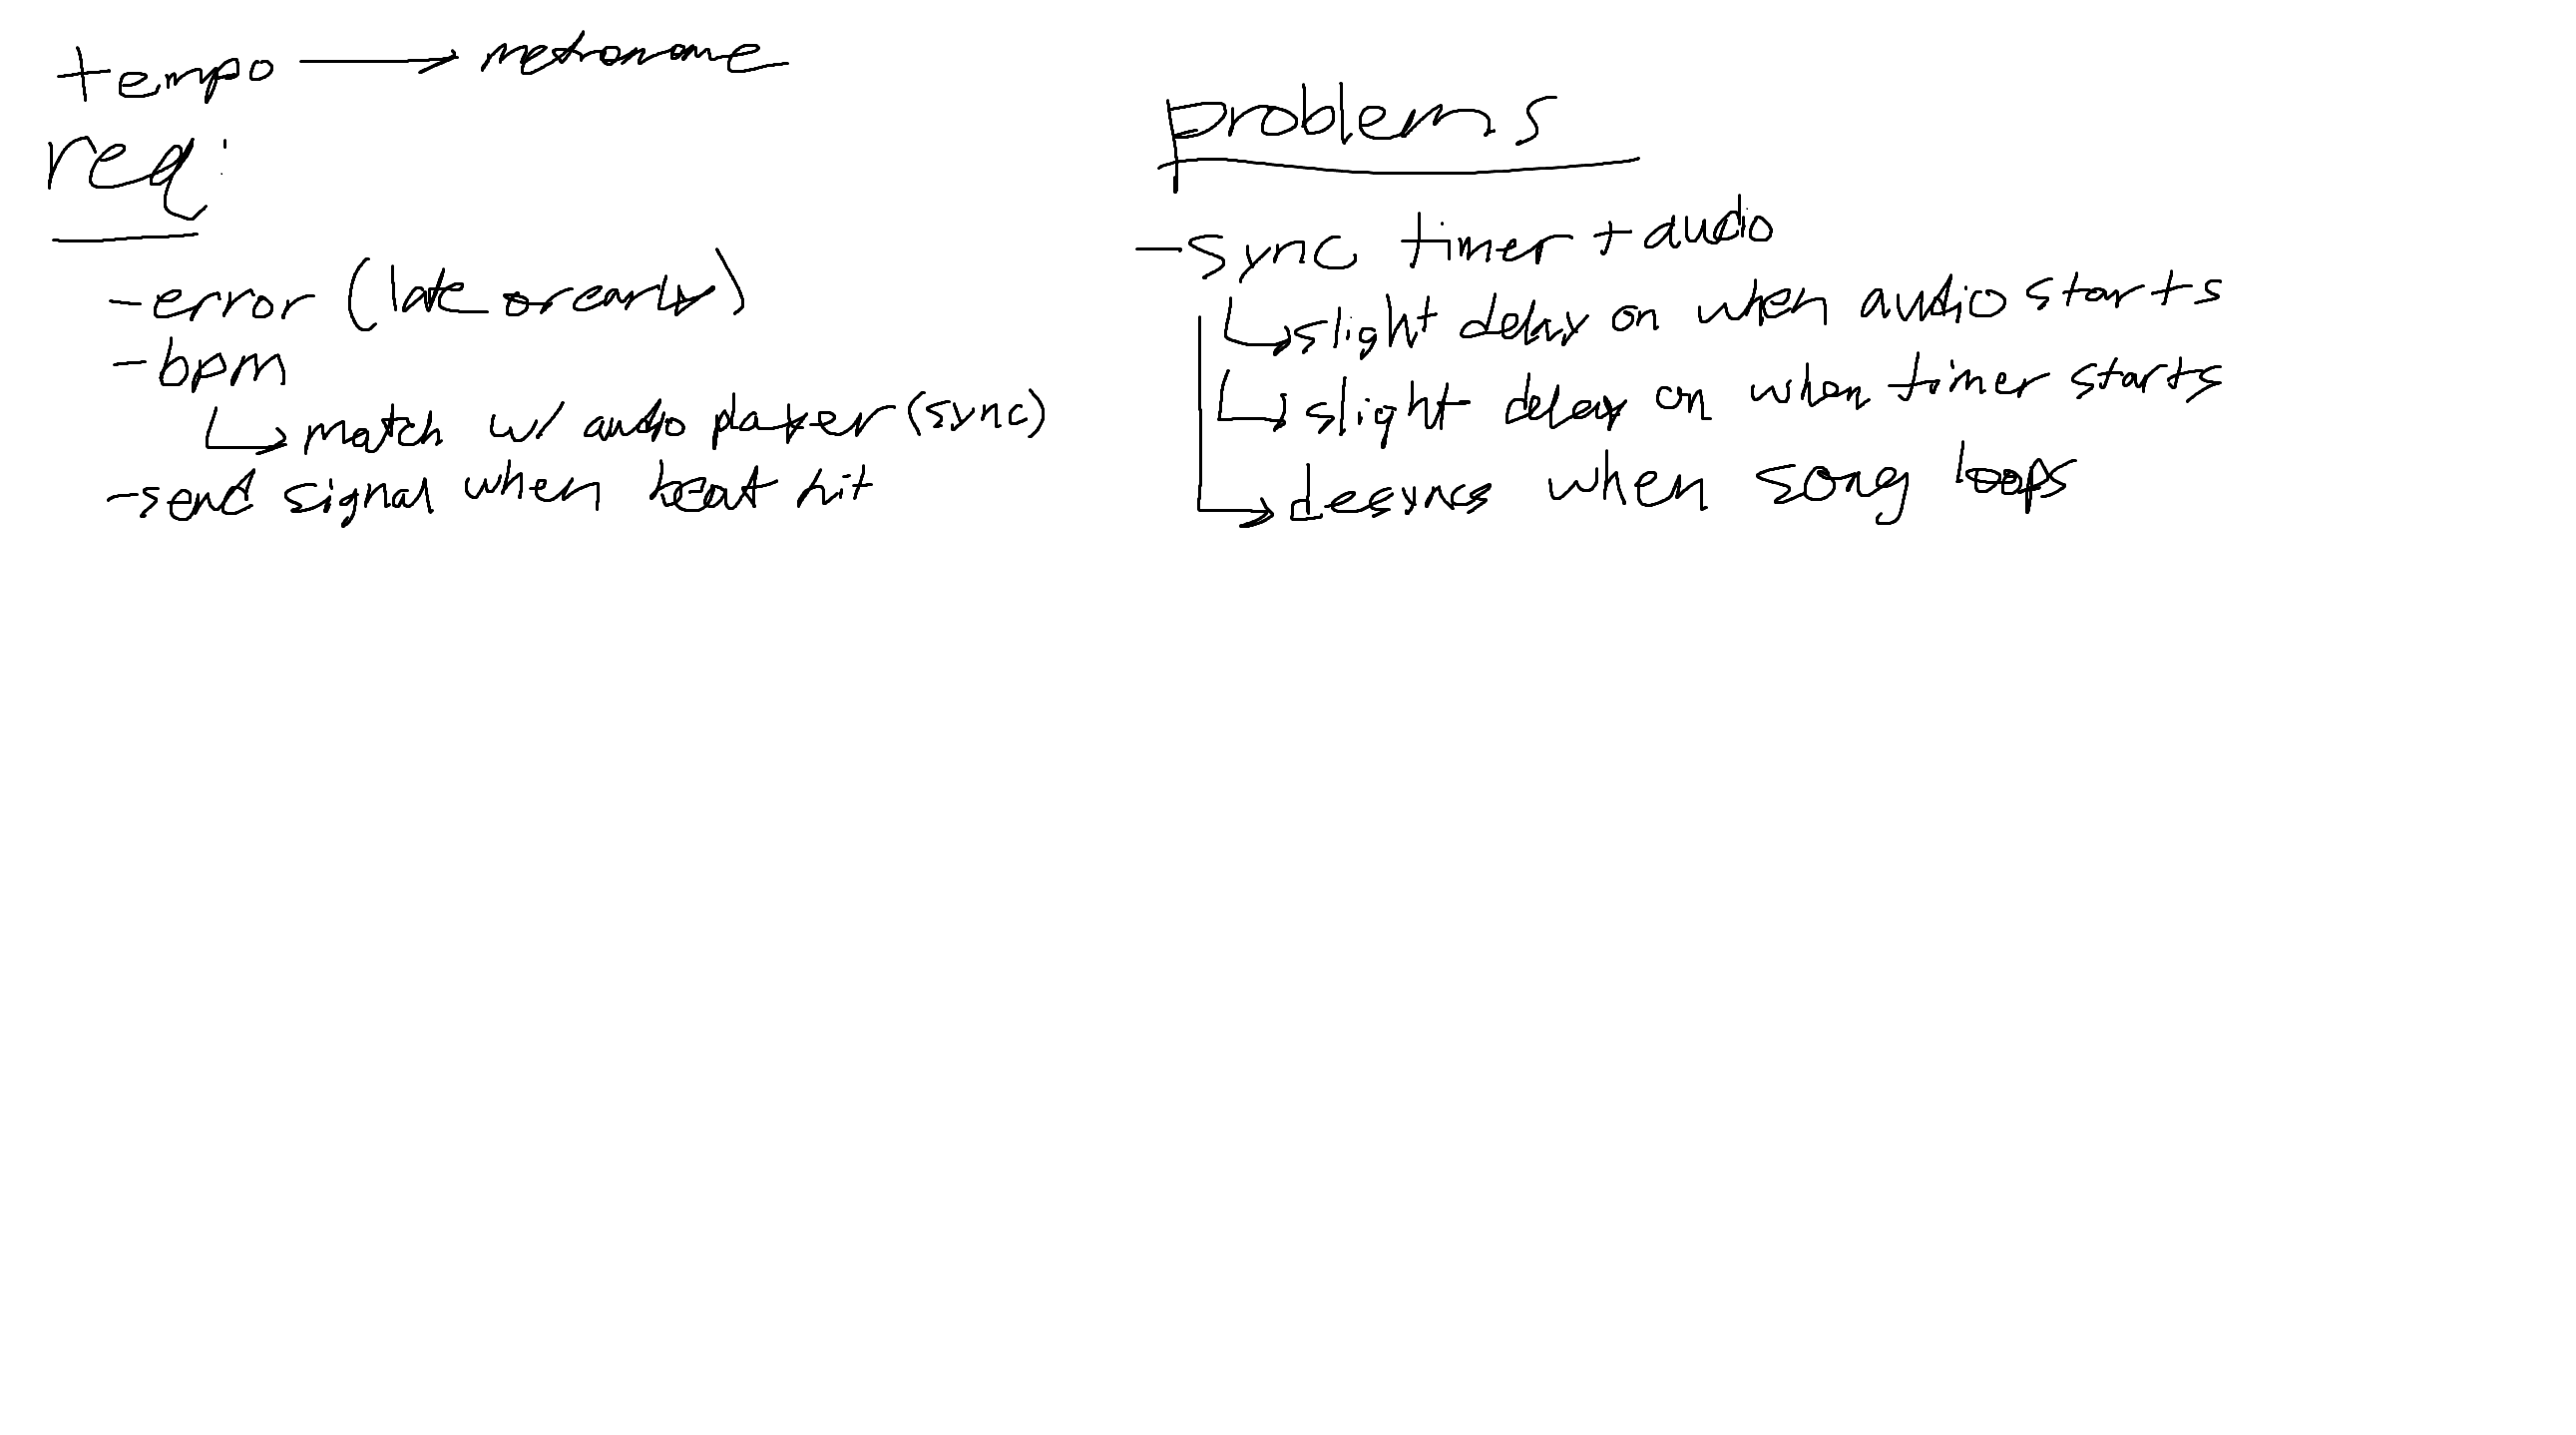 tempo → metronome
req:
- error (late or early)
- bpm
↳ match w/ audio player (sync)
- send signal when beat hit
problems
- sync timer + audio
↳ slight delay on when audio starts
↳ slight delay on when timer starts
↳ desyncs when song loops